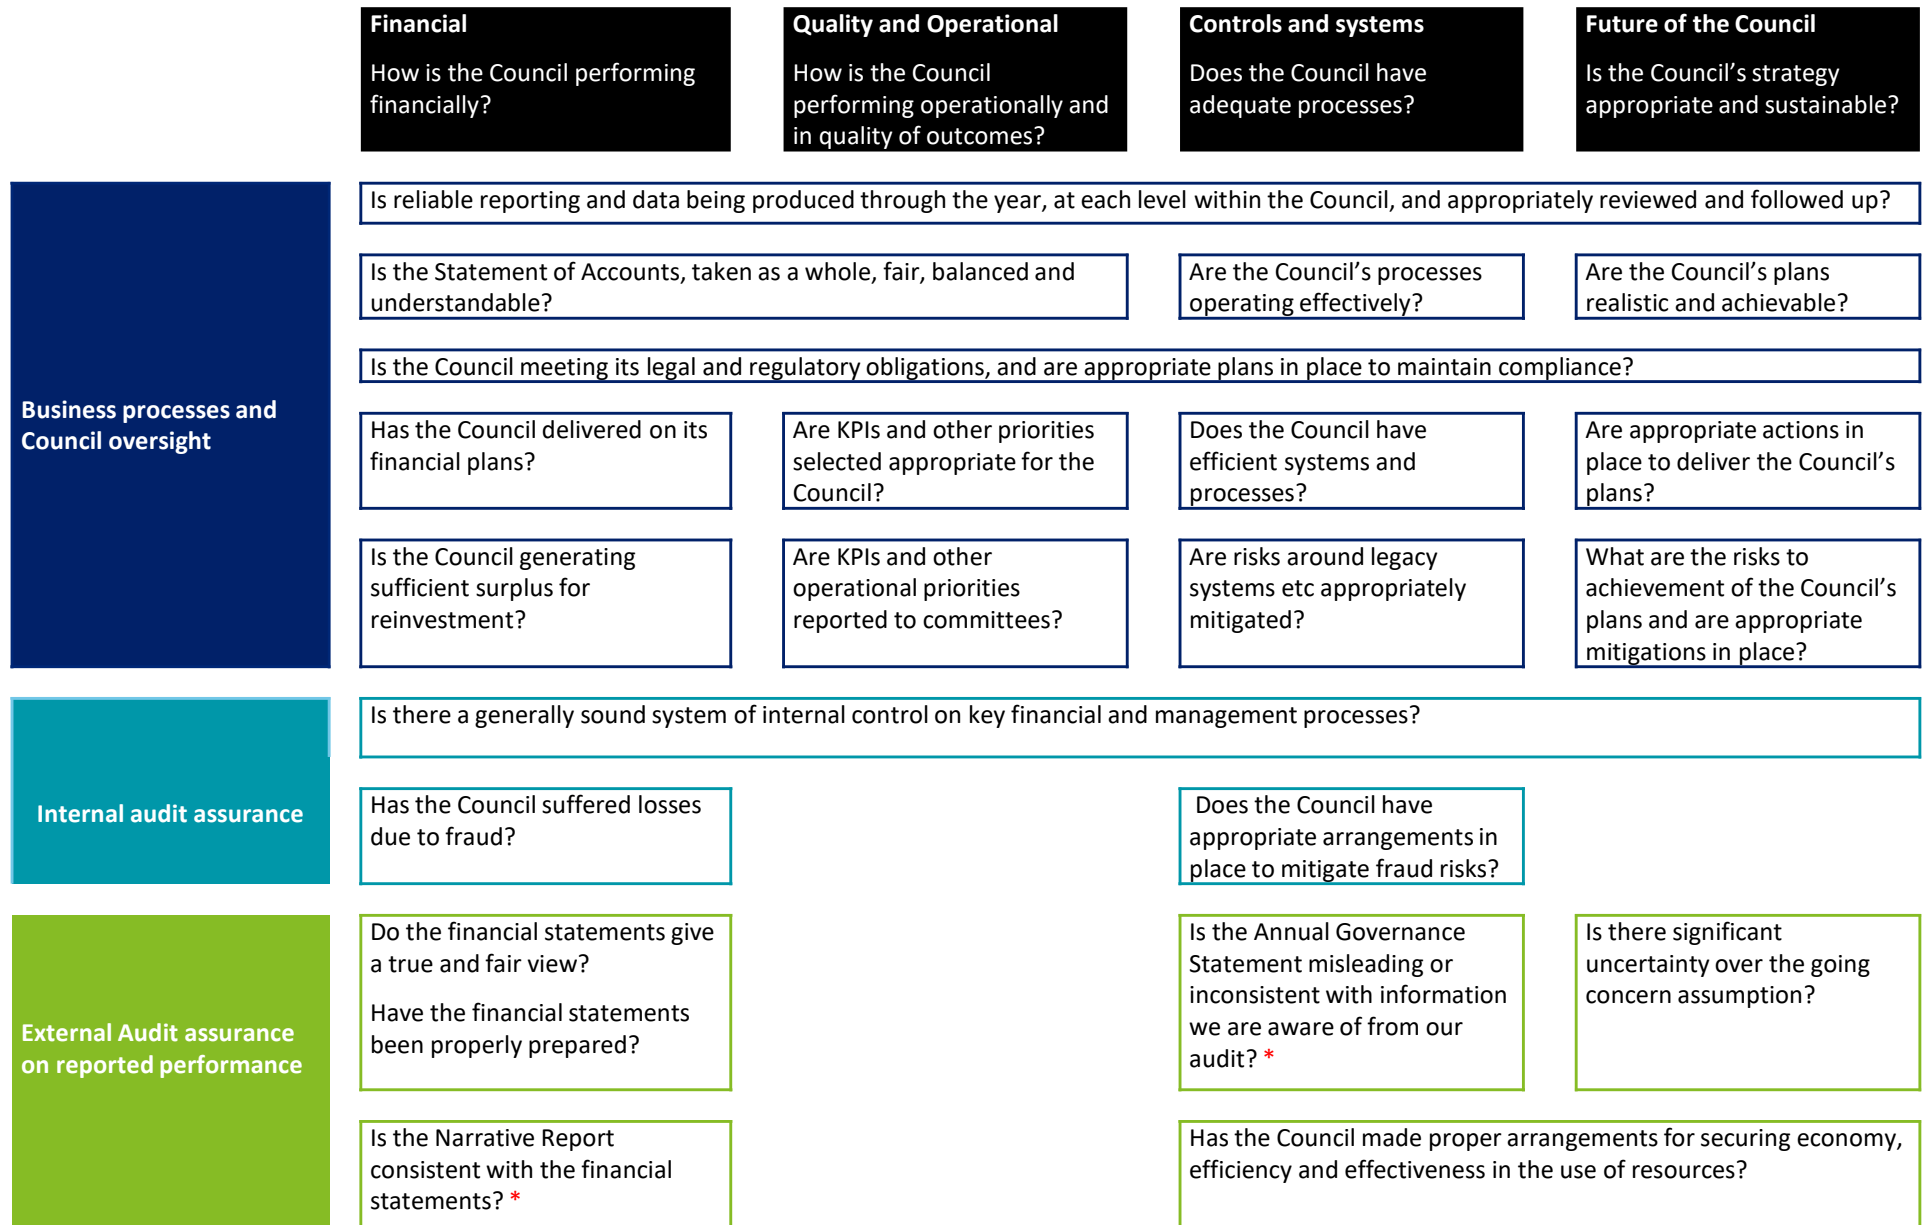 Financial
How is the Council performing
financially?
Quality and Operational
How is the Council
performing operationally and
in quality of outcomes?
Controls and systems
Does the Council have
adequate processes?
Future of the Council
Is the Council’s strategy
appropriate and sustainable?
Business processes and
Council oversight
Is reliable reporting and data being produced through the year, at each level within the Council, and appropriately reviewed and followed up?
Is the Statement of Accounts, taken as a whole, fair, balanced and
understandable?
Are the Council’s processes
operating effectively?
Are the Council’s plans
realistic and achievable?
Is the Council meeting its legal and regulatory obligations, and are appropriate plans in place to maintain compliance?
Has the Council delivered on its
financial plans?
Are KPIs and other priorities
selected appropriate for the
Council?
Does the Council have
efficient systems and
processes?
Are appropriate actions in
place to deliver the Council’s
plans?
Is the Council generating
sufficient surplus for
reinvestment?
Are KPIs and other
operational priorities
reported to committees?
Are risks around legacy
systems etc appropriately
mitigated?
What are the risks to
achievement of the Council’s
plans and are appropriate
mitigations in place?
Internal audit assurance
Is there a generally sound system of internal control on key financial and management processes?
Has the Council suffered losses
due to fraud?
Does the Council have
appropriate arrangements in
place to mitigate fraud risks?
External Audit assurance
on reported performance
Do the financial statements give
a true and fair view?
Have the financial statements
been properly prepared?
Is the Annual Governance
Statement misleading or
inconsistent with information
we are aware of from our
audit? *
Is there significant
uncertainty over the going
concern assumption?
Is the Narrative Report
consistent with the financial
statements? *
Has the Council made proper arrangements for securing economy,
efficiency and effectiveness in the use of resources?